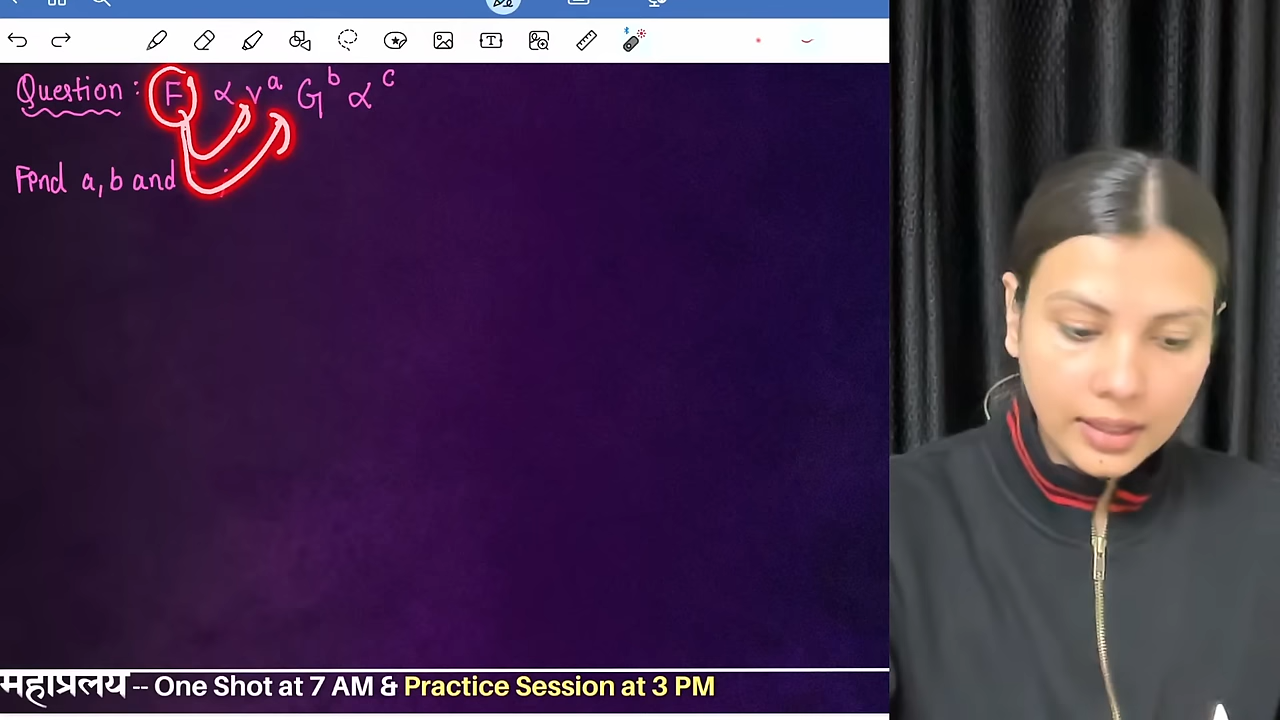 Question : F α v^a G^b α^c
Find a, b and
महाप्रलय -- One Shot at 7 AM & Practice Session at 3 PM